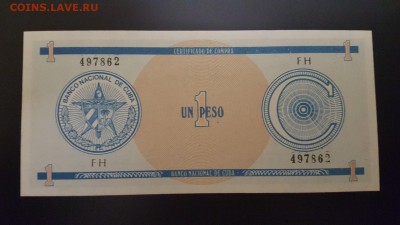 COINS.LAVE.RU
CERTIFICADO DE COMPRA
1 497862 FH 1
BANCO NACIONAL DE CUBA
UN 1 PESO
C
FH 497862
1 BANCO NACIONAL DE CUBA 1